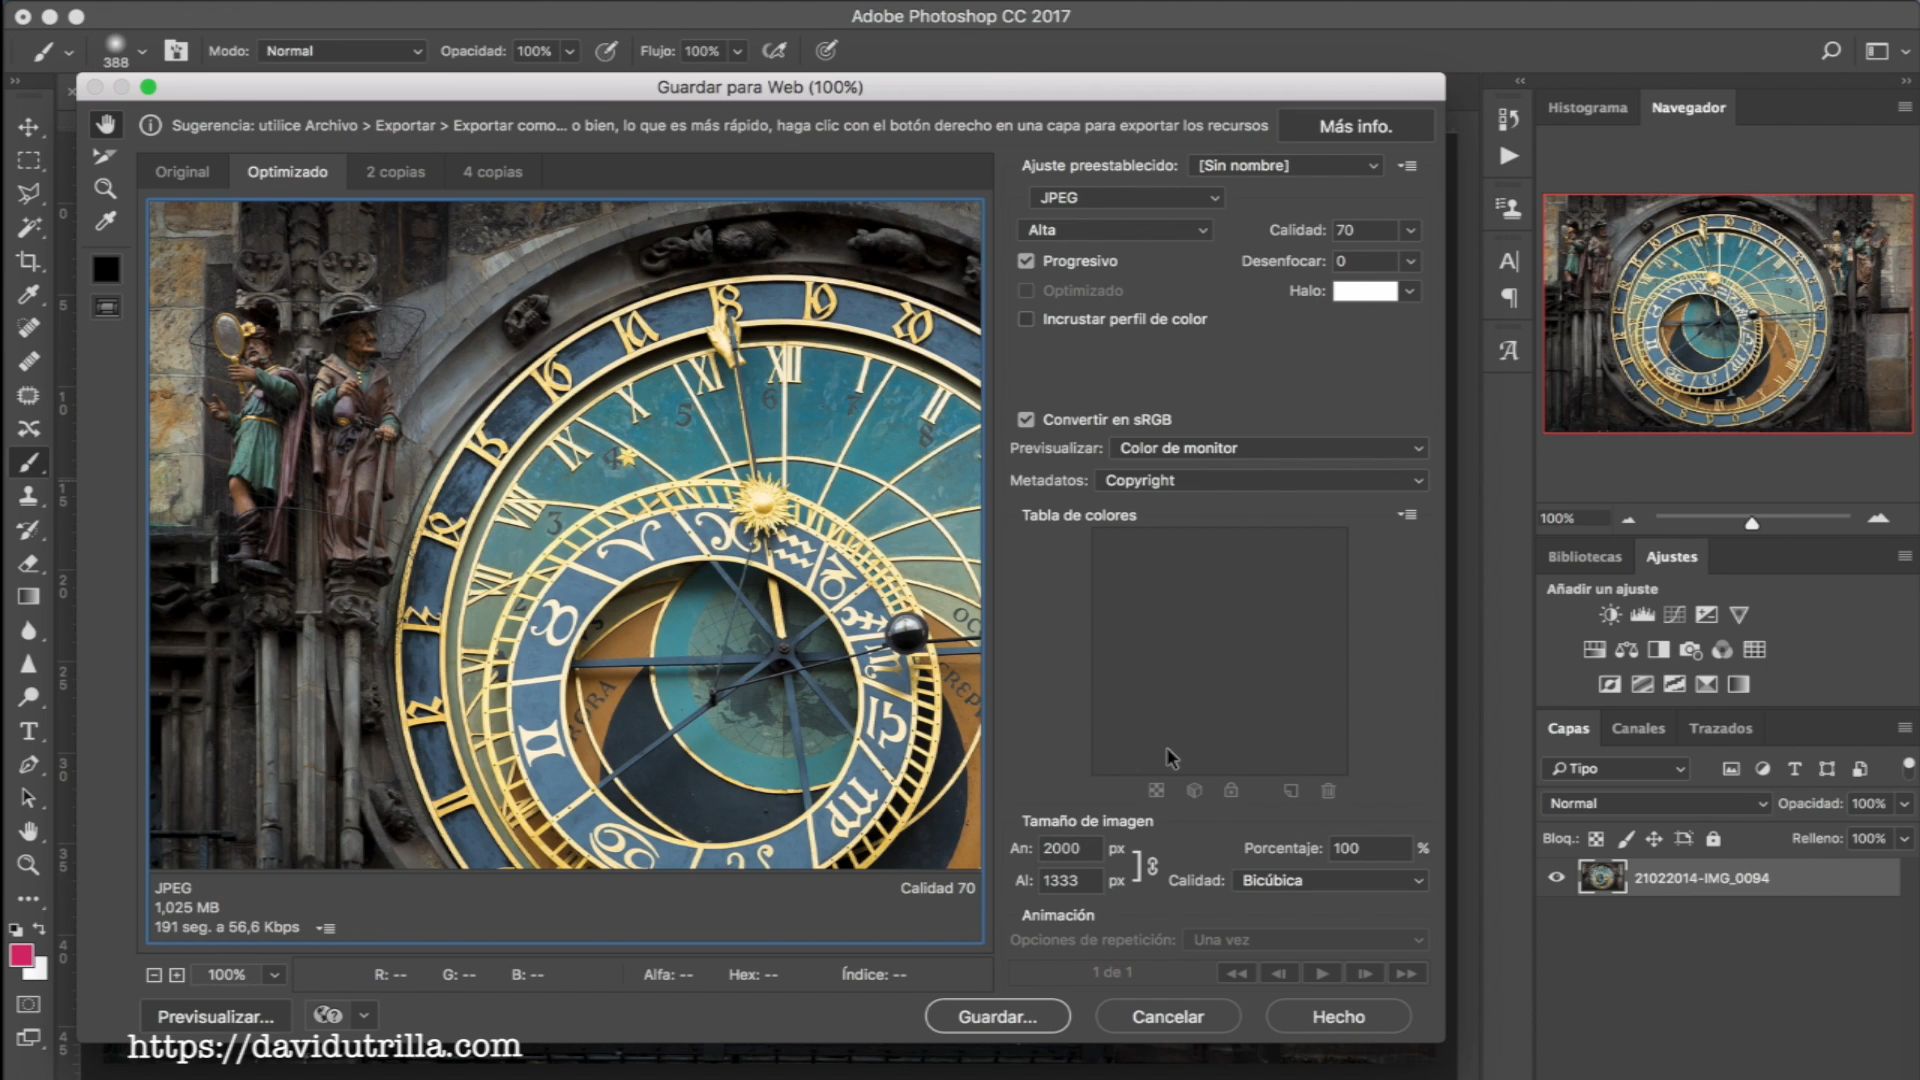 Adobe Photoshop CC 2017
388
Modo: Normal Opacidad: 100% Flujo: 100%
Guardar para Web (100%)
Sugerencia: utilice Archivo > Exportar > Exportar como... o bien, lo que es más rápido, haga clic con el botón derecho en una capa para exportar los recursos
Más info.
Original Optimizado 2 copias 4 copias
Ajuste preestablecido: [Sin nombre]
JPEG
Alta Calidad: 70
Progresivo Desenfocar: 0
Optimizado Halo:
Incrustar perfil de color
Convertir en sRGB
Previsualizar: Color de monitor
Metadatos: Copyright
Tabla de colores
Tamaño de imagen
An: 2000 px Porcentaje: 100 %
Al: 1333 px Calidad: Bicúbica
Animación
Opciones de repetición: Una vez
1 de 1
JPEG Calidad 70
1,025 MB
191 seg. a 56,6 Kbps
100% R: -- G: -- B: -- Alfa: -- Hex: -- Índice: --
Previsualizar... Guardar... Cancelar Hecho
https://davidutrilla.com
Histograma Navegador
100%
Bibliotecas Ajustes
Añadir un ajuste
Capas Canales Trazados
Tipo
Normal Opacidad: 100%
Bloq.: Relleno: 100%
21022014-IMG_0094